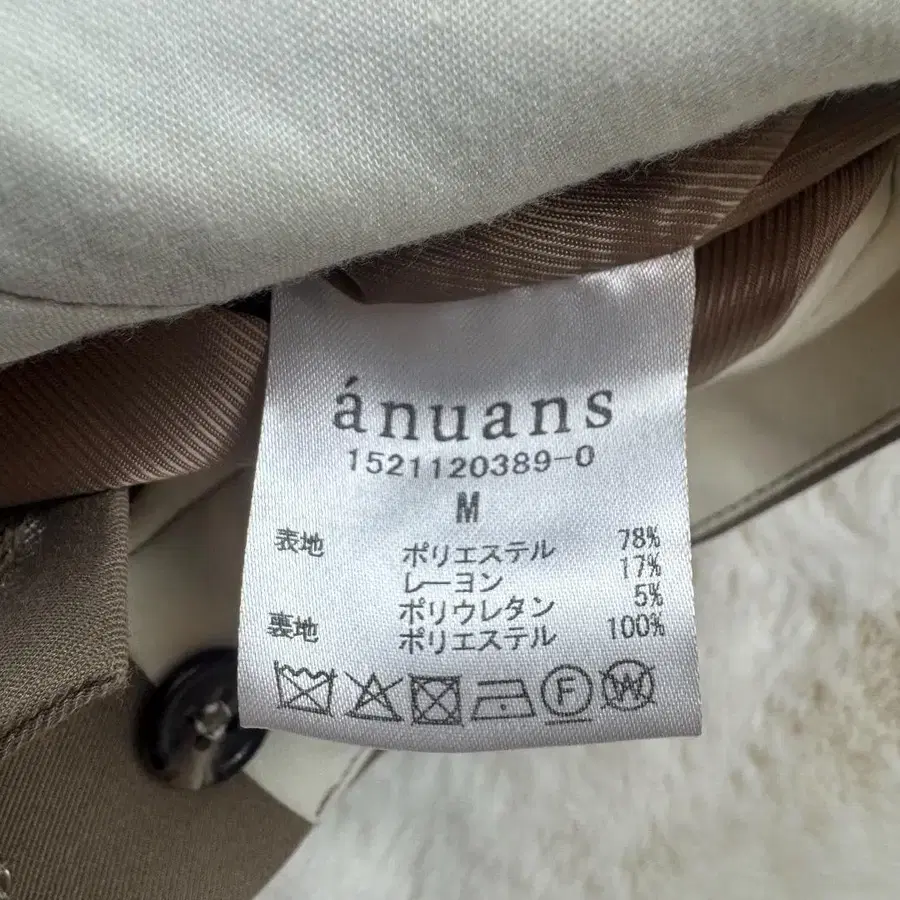 ánuans
1521120389-0
M
表地 ポリエステル 78%
レーヨン 17%
ポリウレタン 5%
裏地 ポリエステル 100%
F W